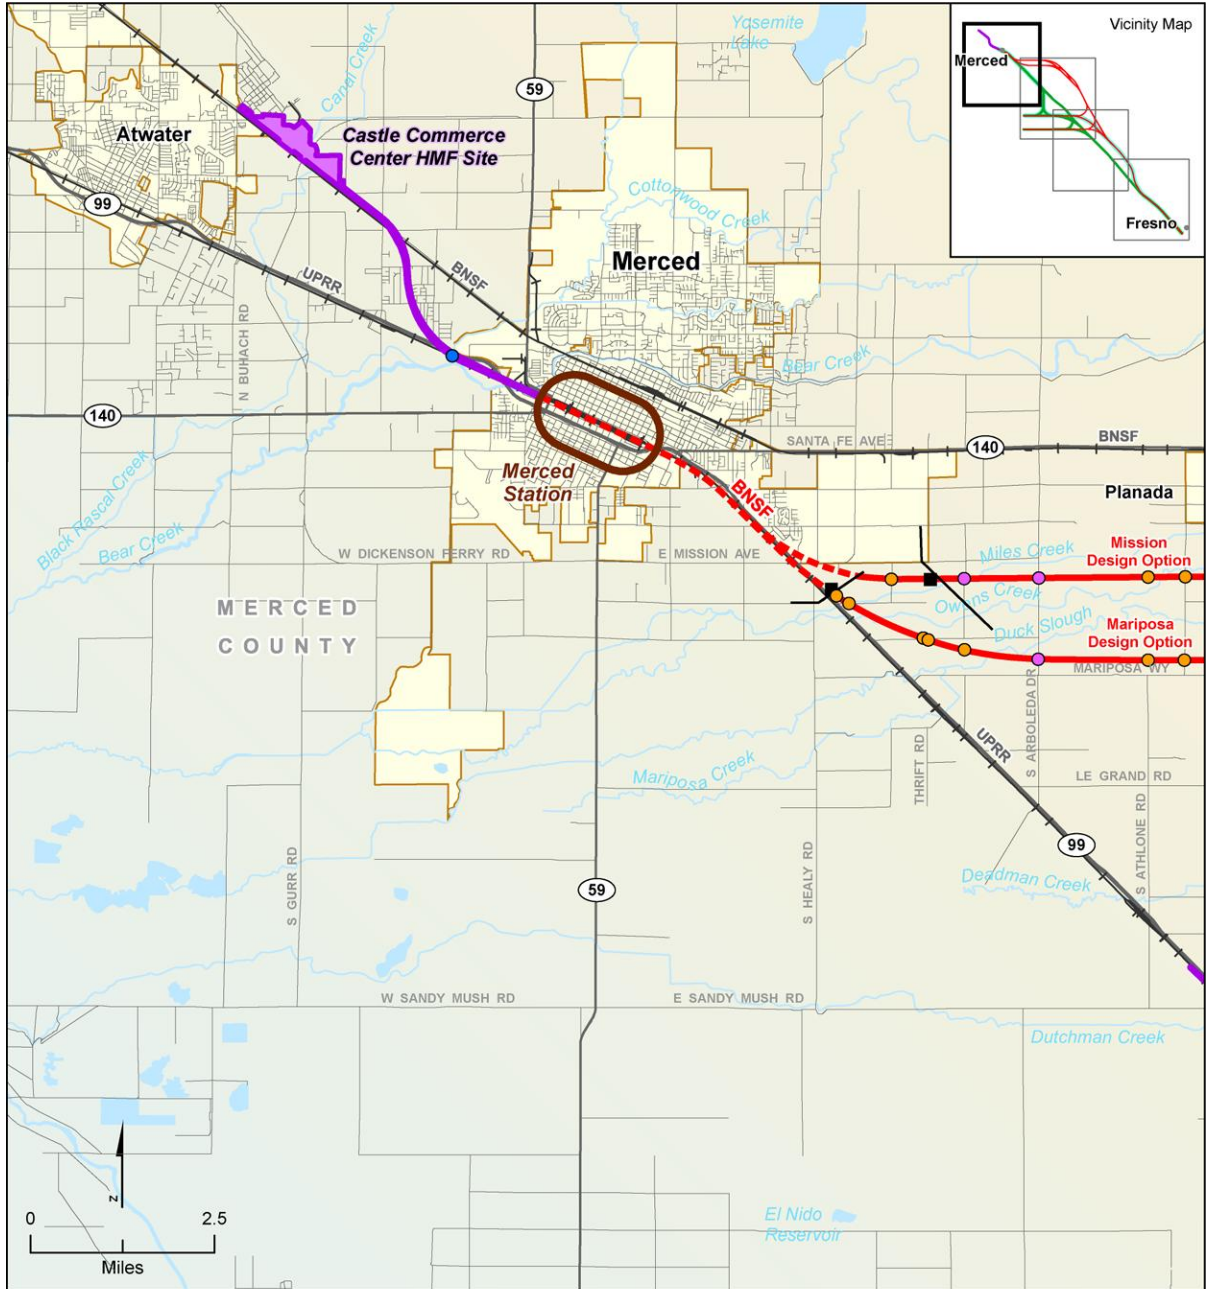 Yosemite
Lake
Vicinity Map
Merced
Fresno
Canal Creek
59
Atwater
Castle Commerce
Center HMF Site
99
Cottonwood Creek
Merced
UPRR
BNSF
N BUHACH RD
Bear Creek
140
SANTA FE AVE
140
BNSF
Merced
Station
BNSF
Planada
Black Rascal Creek
Bear Creek
W DICKENSON FERRY RD
E MISSION AVE
Miles Creek
Mission
Design Option
Owens Creek
Duck Slough
Mariposa
Design Option
MERCED
COUNTY
MARIPOSA WY
S ARBOLEDA DR
UPRR
THRIFT RD
Mariposa Creek
LE GRAND RD
S ATHLONE RD
99
S GURR RD
S HEALY RD
59
Deadman Creek
W SANDY MUSH RD
E SANDY MUSH RD
Dutchman Creek
N
0
2.5
Miles
El Nido
Reservoir